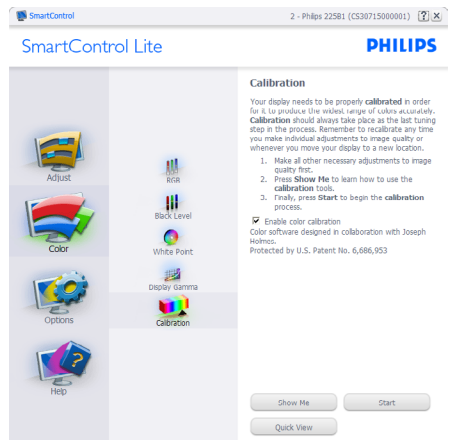 SmartControl
2 - Philips 225B1 (CS30715000001)
SmartControl Lite
PHILIPS
Adjust
Color
Options
Help
RGB
Black Level
White Point
Display Gamma
Calibration
Calibration
Your display needs to be properly calibrated in order
for it to produce the widest range of colors accurately.
Calibration should always take place as the last tuning
step in the process. Remember to recalibrate any time
you make individual adjustments to image quality or
whenever you move your display to a new location.
1. Make all other necessary adjustments to image
quality first.
2. Press Show Me to learn how to use the
calibration tools.
3. Finally, press Start to begin the calibration
process.
Enable color calibration
Color software designed in collaboration with Joseph
Holmes.
Protected by U.S. Patent No. 6,686,953
Show Me
Start
Quick View